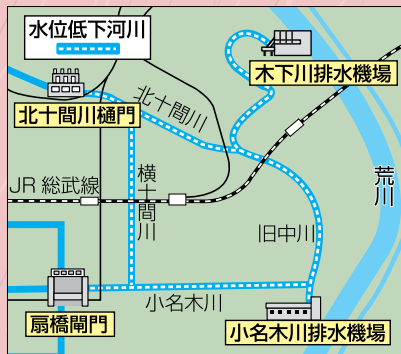 水位低下河川
木下川排水機場
北十間川樋門
北十間川
荒川
JR総武線
横十間川
旧中川
小名木川
扇橋閘門
小名木川排水機場